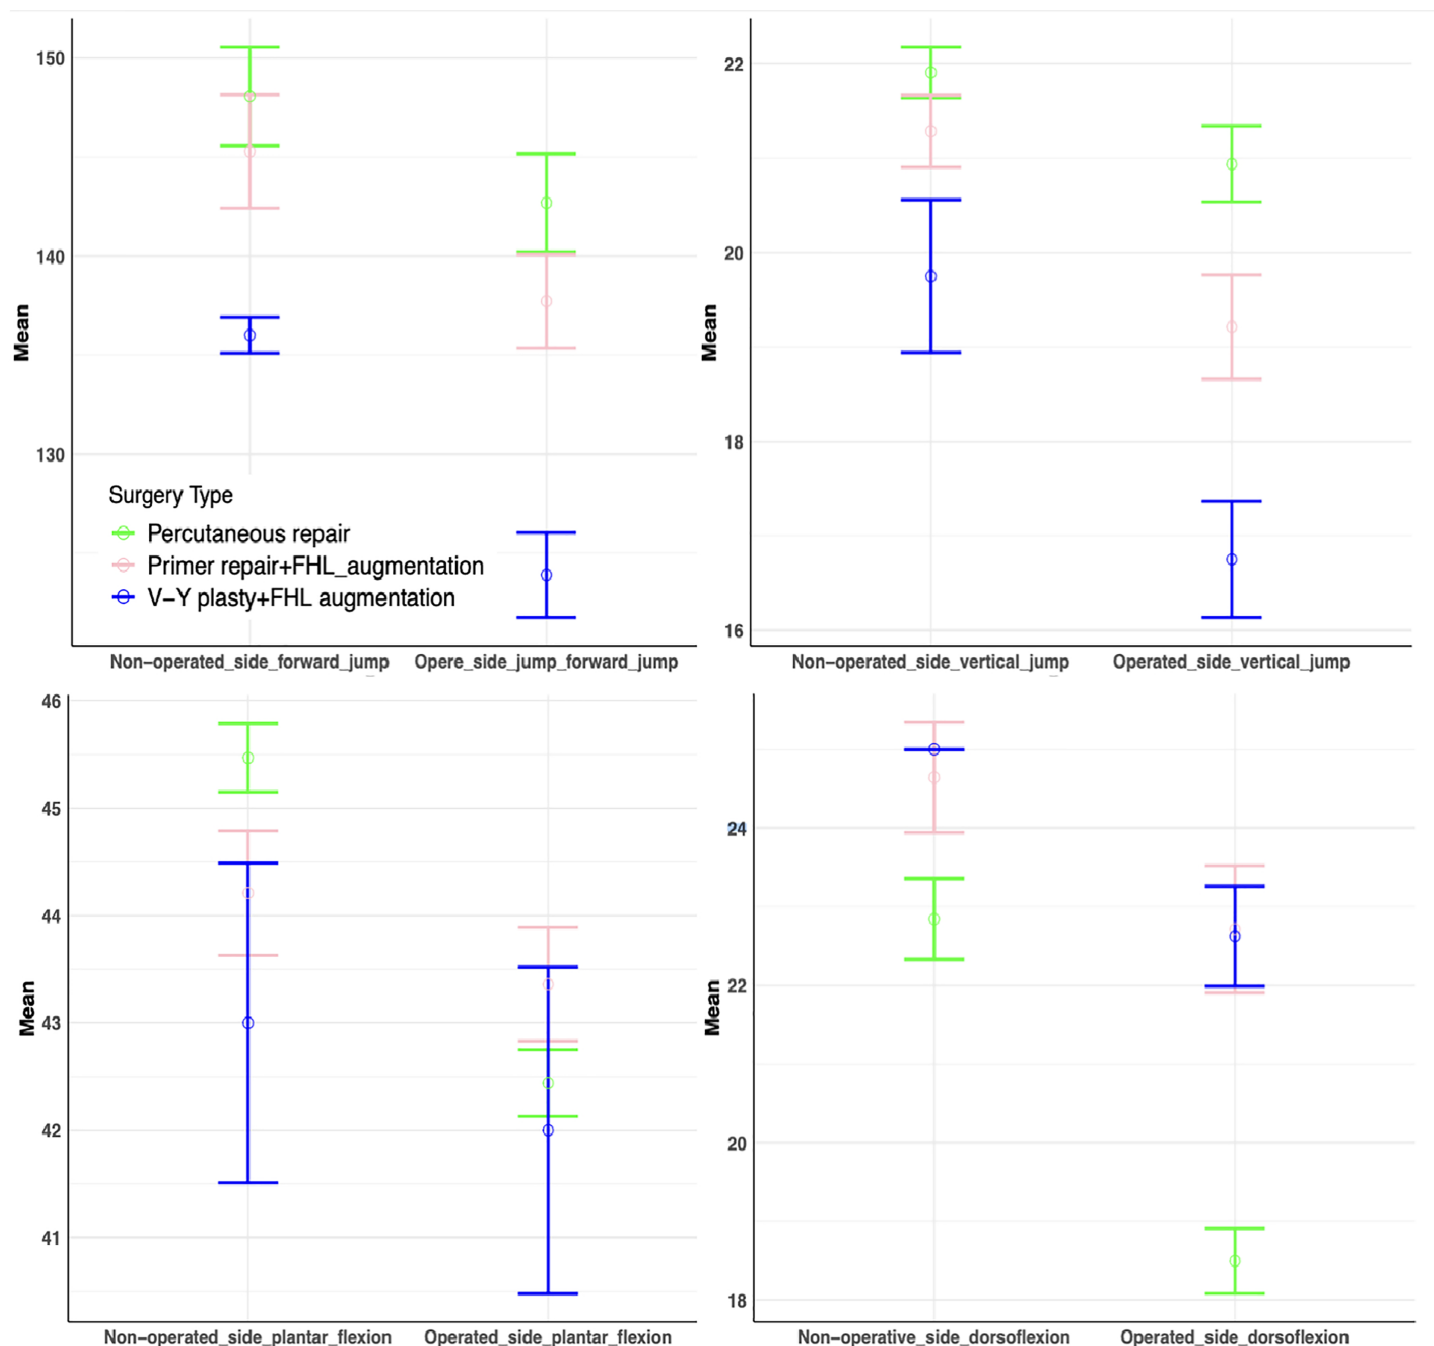 150
140
130
Mean
Surgery Type
Percutaneous repair
Primer repair+FHL_augmentation
V-Y plasty+FHL augmentation
Non-operated_side_forward_jump Opere_side_jump_forward_jump
22
20
18
16
Mean
Non-operated_side_vertical_jump Operated_side_vertical_jump
46
45
44
43
42
41
Mean
Non-operated_side_plantar_flexion Operated_side_plantar_flexion
24
22
20
18
Mean
Non-operative_side_dorsoflexion Operated_side_dorsoflexion